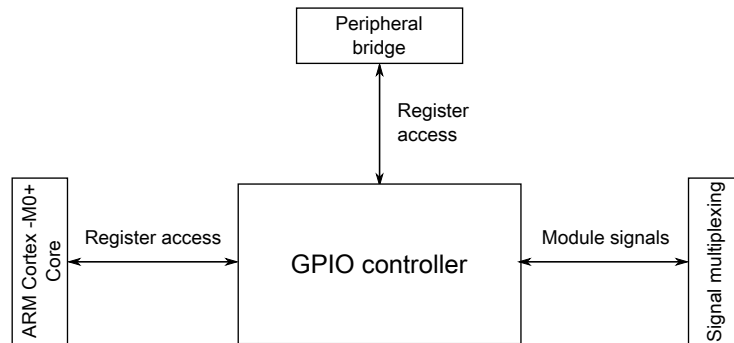 Peripheral
bridge
Register
access
ARM Cortex -M0+
Core
Register access
GPIO controller
Module signals
Signal multiplexing